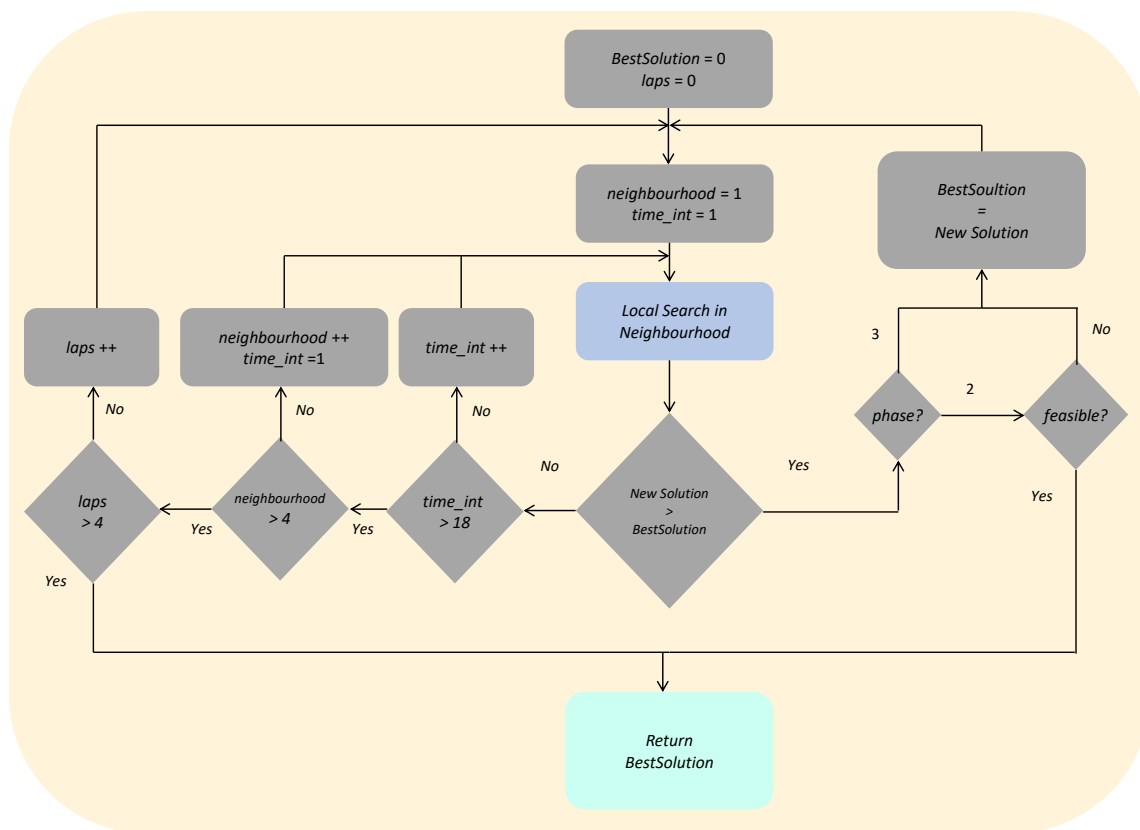 BestSolution = 0
laps = 0
neighbourhood = 1
time_int = 1
BestSoultion
=
New Solution
Local Search in
Neighbourhood
laps ++
neighbourhood ++
time_int =1
time_int ++
3
No
No
No
No
phase?
2
feasible?
laps
> 4
Yes
neighbourhood
> 4
Yes
time_int
> 18
No
New Solution
>
BestSolution
Yes
Yes
Yes
Return
BestSolution